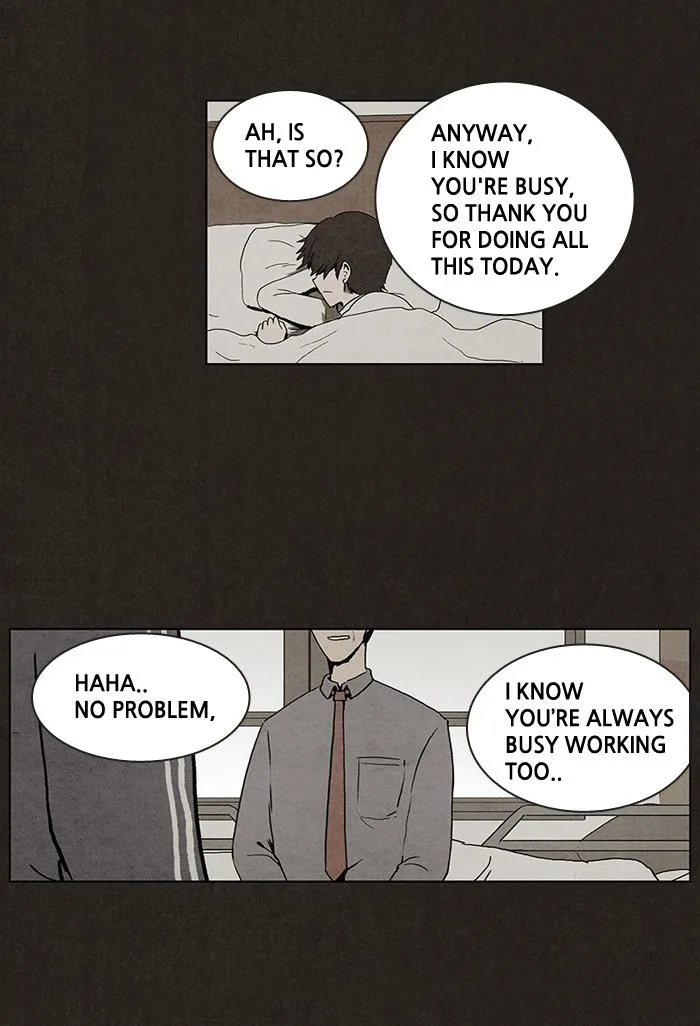 AH, IS
THAT SO?
ANYWAY,
I KNOW
YOU'RE BUSY,
SO THANK YOU
FOR DOING ALL
THIS TODAY.
HAHA..
NO PROBLEM,
I KNOW
YOU'RE ALWAYS
BUSY WORKING
TOO..